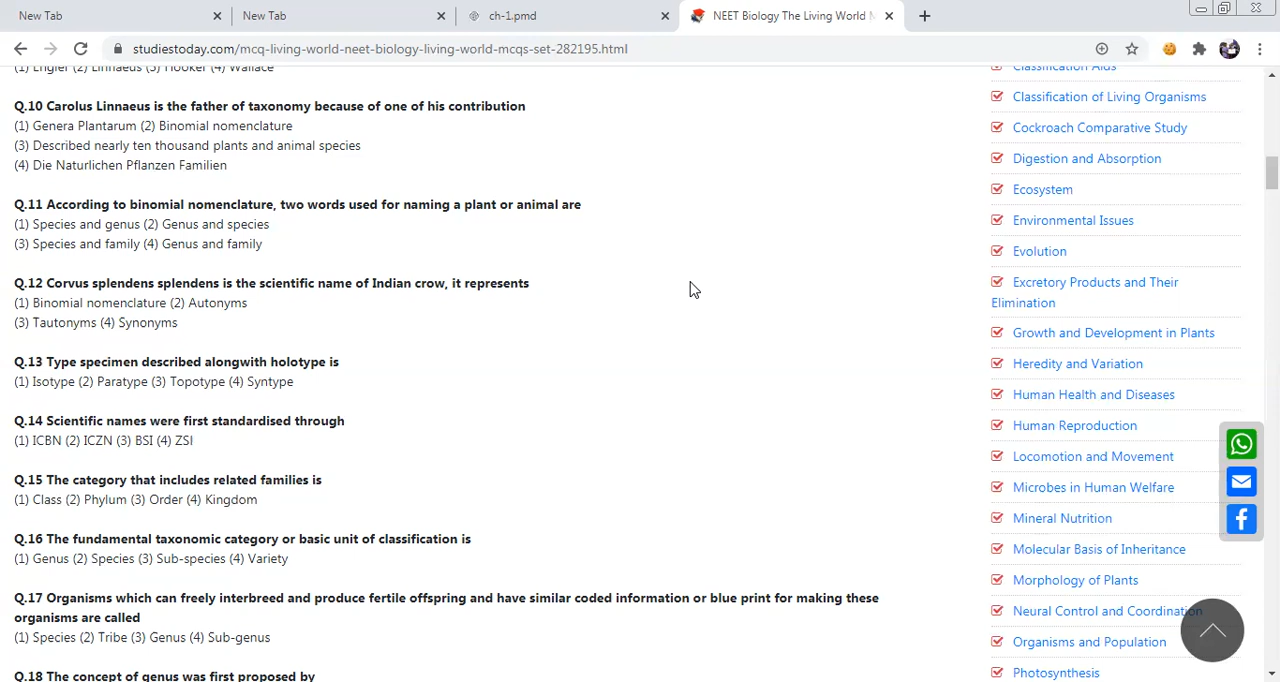 New Tab
New Tab
ch-1.pmd
NEET Biology The Living World M
studiestoday.com/mcq-living-world-neet-biology-living-world-mcqs-set-282195.html
(1) Engler (2) Linnaeus (3) Hooker (4) Wallace
Q.10 Carolus Linnaeus is the father of taxonomy because of one of his contribution
(1) Genera Plantarum (2) Binomial nomenclature
(3) Described nearly ten thousand plants and animal species
(4) Die Naturlichen Pflanzen Familien
Q.11 According to binomial nomenclature, two words used for naming a plant or animal are
(1) Species and genus (2) Genus and species
(3) Species and family (4) Genus and family
Q.12 Corvus splendens splendens is the scientific name of Indian crow, it represents
(1) Binomial nomenclature (2) Autonyms
(3) Tautonyms (4) Synonyms
Q.13 Type specimen described alongwith holotype is
(1) Isotype (2) Paratype (3) Topotype (4) Syntype
Q.14 Scientific names were first standardised through
(1) ICBN (2) ICZN (3) BSI (4) ZSI
Q.15 The category that includes related families is
(1) Class (2) Phylum (3) Order (4) Kingdom
Q.16 The fundamental taxonomic category or basic unit of classification is
(1) Genus (2) Species (3) Sub-species (4) Variety
Q.17 Organisms which can freely interbreed and produce fertile offspring and have similar coded information or blue print for making these
organisms are called
(1) Species (2) Tribe (3) Genus (4) Sub-genus
Q.18 The concept of genus was first proposed by
Classification Aids
Classification of Living Organisms
Cockroach Comparative Study
Digestion and Absorption
Ecosystem
Environmental Issues
Evolution
Excretory Products and Their
Elimination
Growth and Development in Plants
Heredity and Variation
Human Health and Diseases
Human Reproduction
Locomotion and Movement
Microbes in Human Welfare
Mineral Nutrition
Molecular Basis of Inheritance
Morphology of Plants
Neural Control and Coordination
Organisms and Population
Photosynthesis